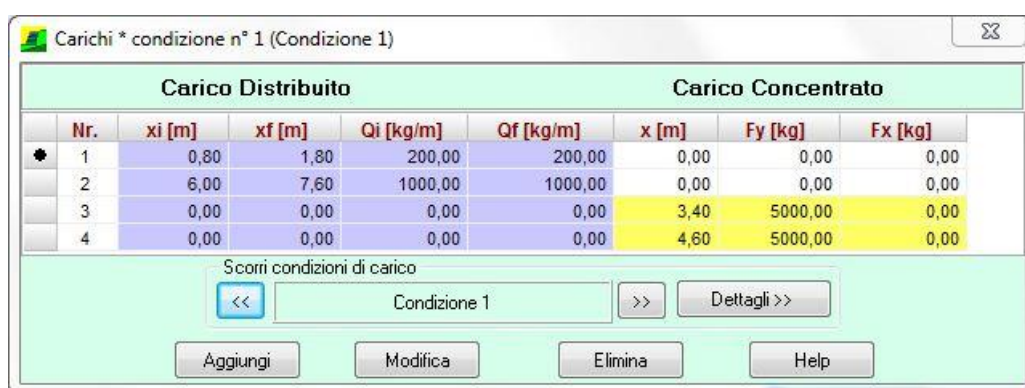 Carichi * condizione n° 1 (Condizione 1)
Carico Distribuito Carico Concentrato
Nr. xi [m] xf [m] Qi [kg/m] Qf [kg/m] x [m] Fy [kg] Fx [kg]
1 0,80 1,80 200,00 200,00 0,00 0,00 0,00
2 6,00 7,60 1000,00 1000,00 0,00 0,00 0,00
3 0,00 0,00 0,00 0,00 3,40 5000,00 0,00
4 0,00 0,00 0,00 0,00 4,60 5000,00 0,00
Scorri condizioni di carico
<< Condizione 1 >> Dettagli >>
Aggiungi Modifica Elimina Help